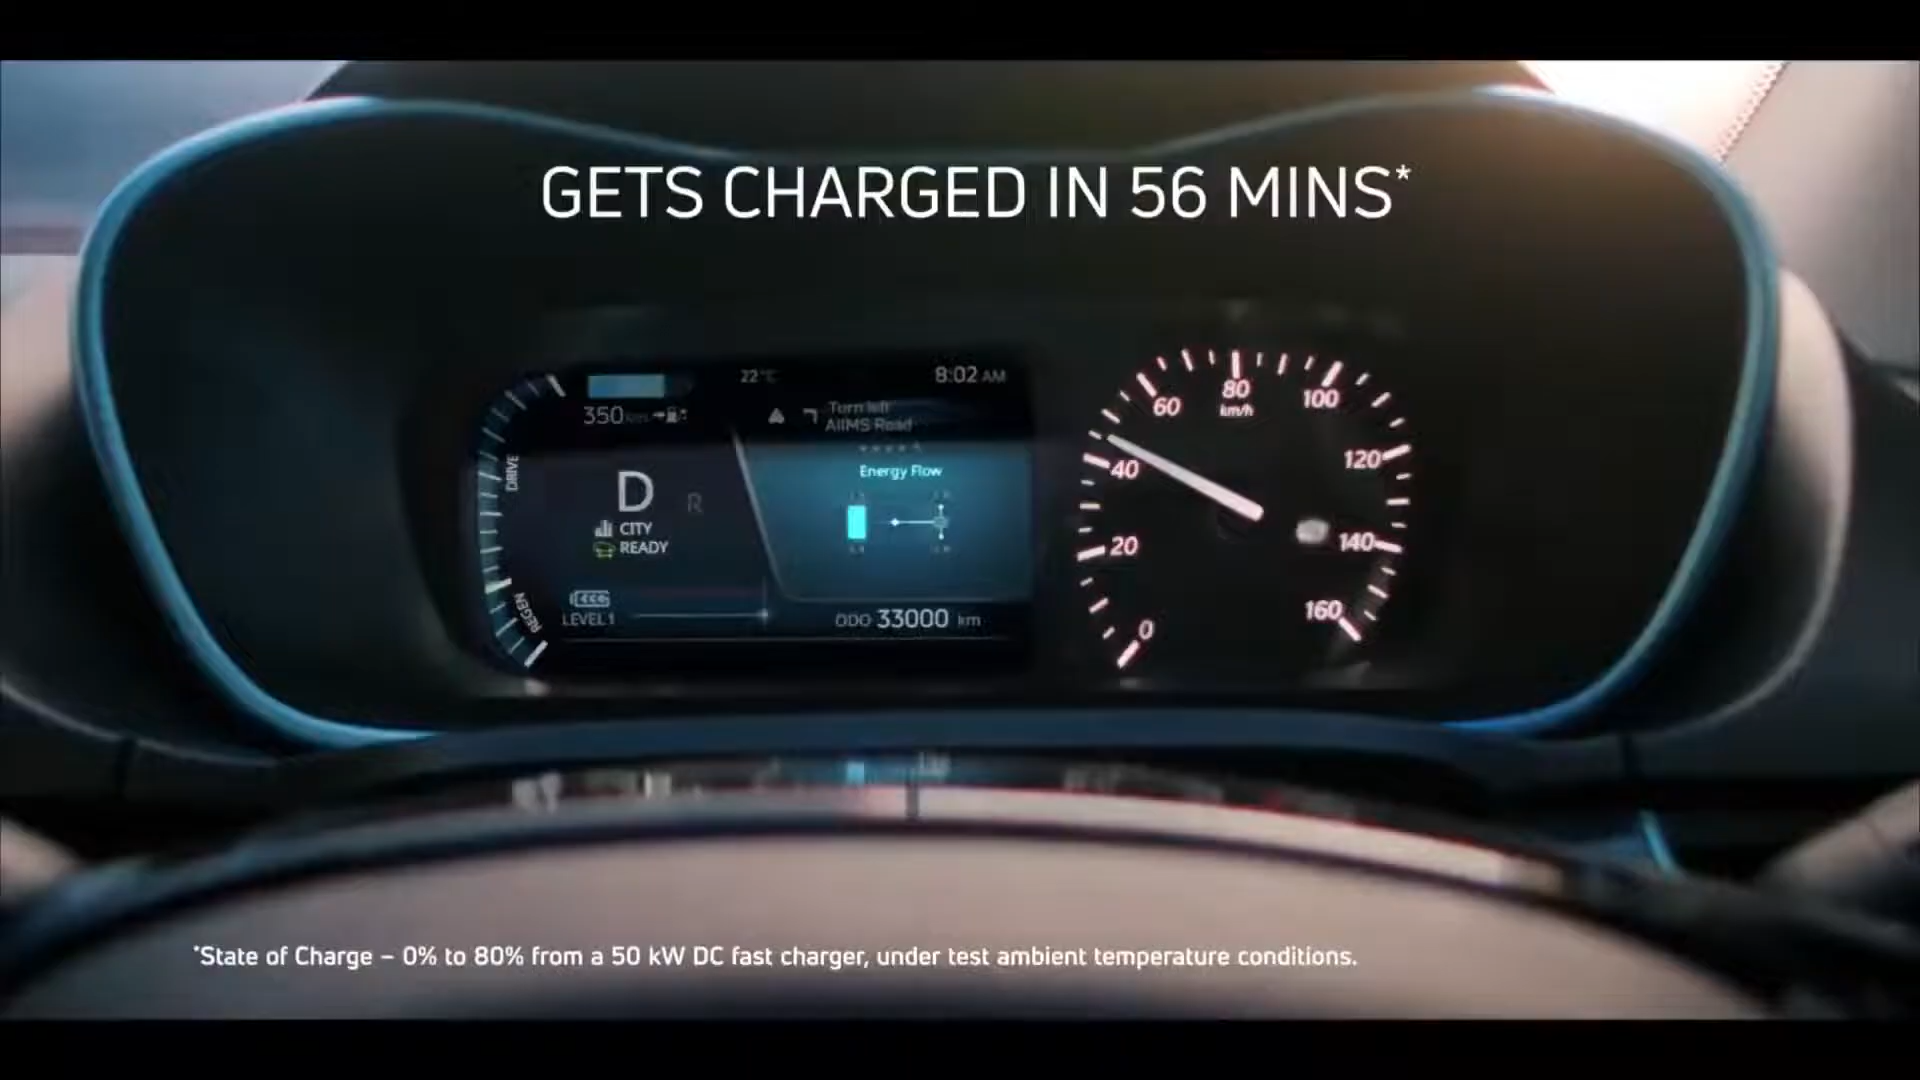 GETS CHARGED IN 56 MINS*
22°C
8:02 AM
350
Turn left
AIIMS Road
Energy Flow
DRIVE
D
R
CITY
READY
REGEN
LEVEL 1
ODO 33000 km
0
20
40
60
80
km/h
100
120
140
160
*State of Charge – 0% to 80% from a 50 kW DC fast charger, under test ambient temperature conditions.